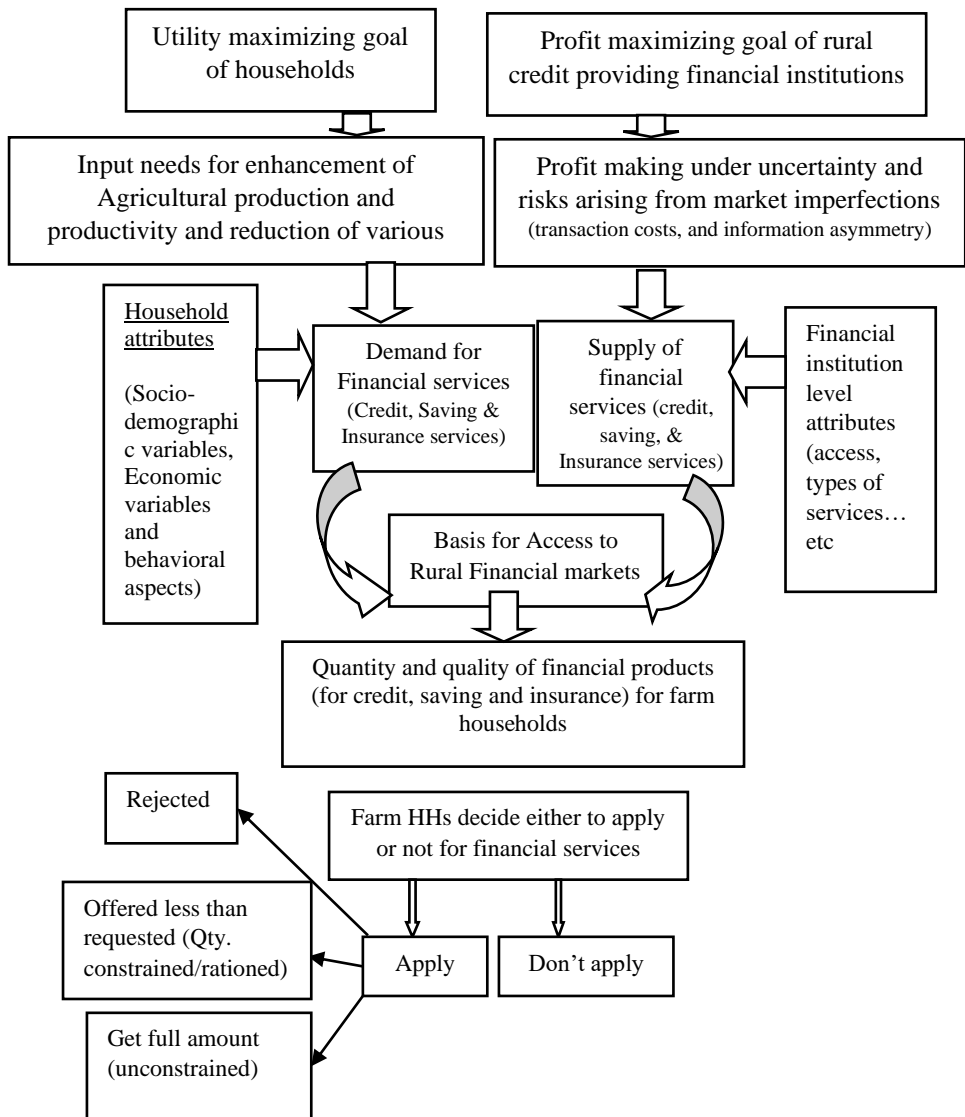 Utility maximizing goal
of households
Profit maximizing goal of rural
credit providing financial institutions
Input needs for enhancement of
Agricultural production and
productivity and reduction of various
Profit making under uncertainty and
risks arising from market imperfections
(transaction costs, and information asymmetry)
Household
attributes
(Socio-
demographi
c variables,
Economic
variables
and
behavioral
aspects)
Demand for
Financial services
(Credit, Saving &
Insurance services)
Supply of
financial
services (credit,
saving, &
Insurance services)
Financial
institution
level
attributes
(access,
types of
services…
etc
Basis for Access to
Rural Financial markets
Quantity and quality of financial products
(for credit, saving and insurance) for farm
households
Rejected
Farm HHs decide either to apply
or not for financial services
Offered less than
requested (Qty.
constrained/rationed)
Apply
Don’t apply
Get full amount
(unconstrained)